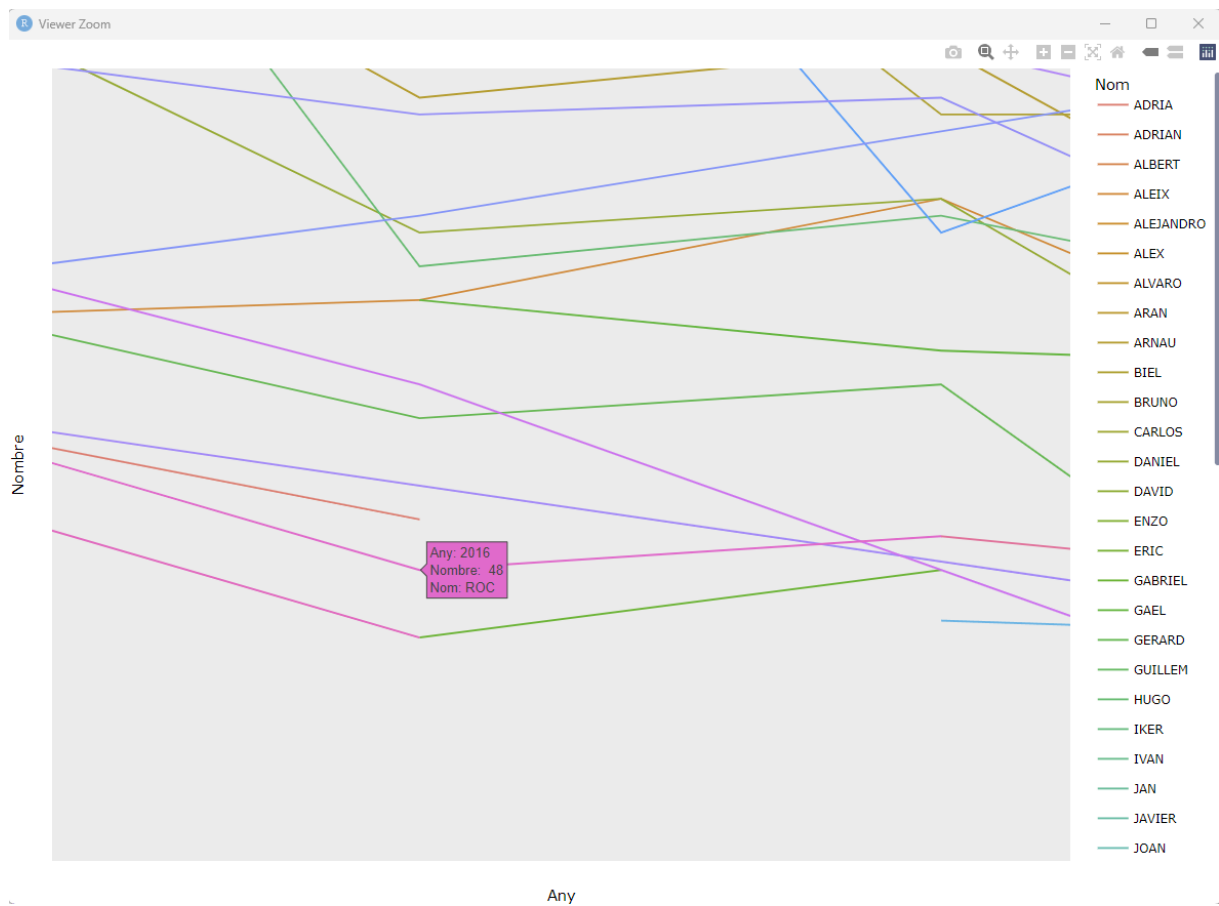 R Viewer Zoom
Nom
ADRIA
ADRIAN
ALBERT
ALEIX
ALEJANDRO
ALEX
ALVARO
ARAN
ARNAU
BIEL
BRUNO
CARLOS
DANIEL
DAVID
ENZO
ERIC
GABRIEL
GAEL
GERARD
GUILLEM
HUGO
IKER
IVAN
JAN
JAVIER
JOAN
Nombre
Any: 2016
Nombre: 48
Nom: ROC
Any